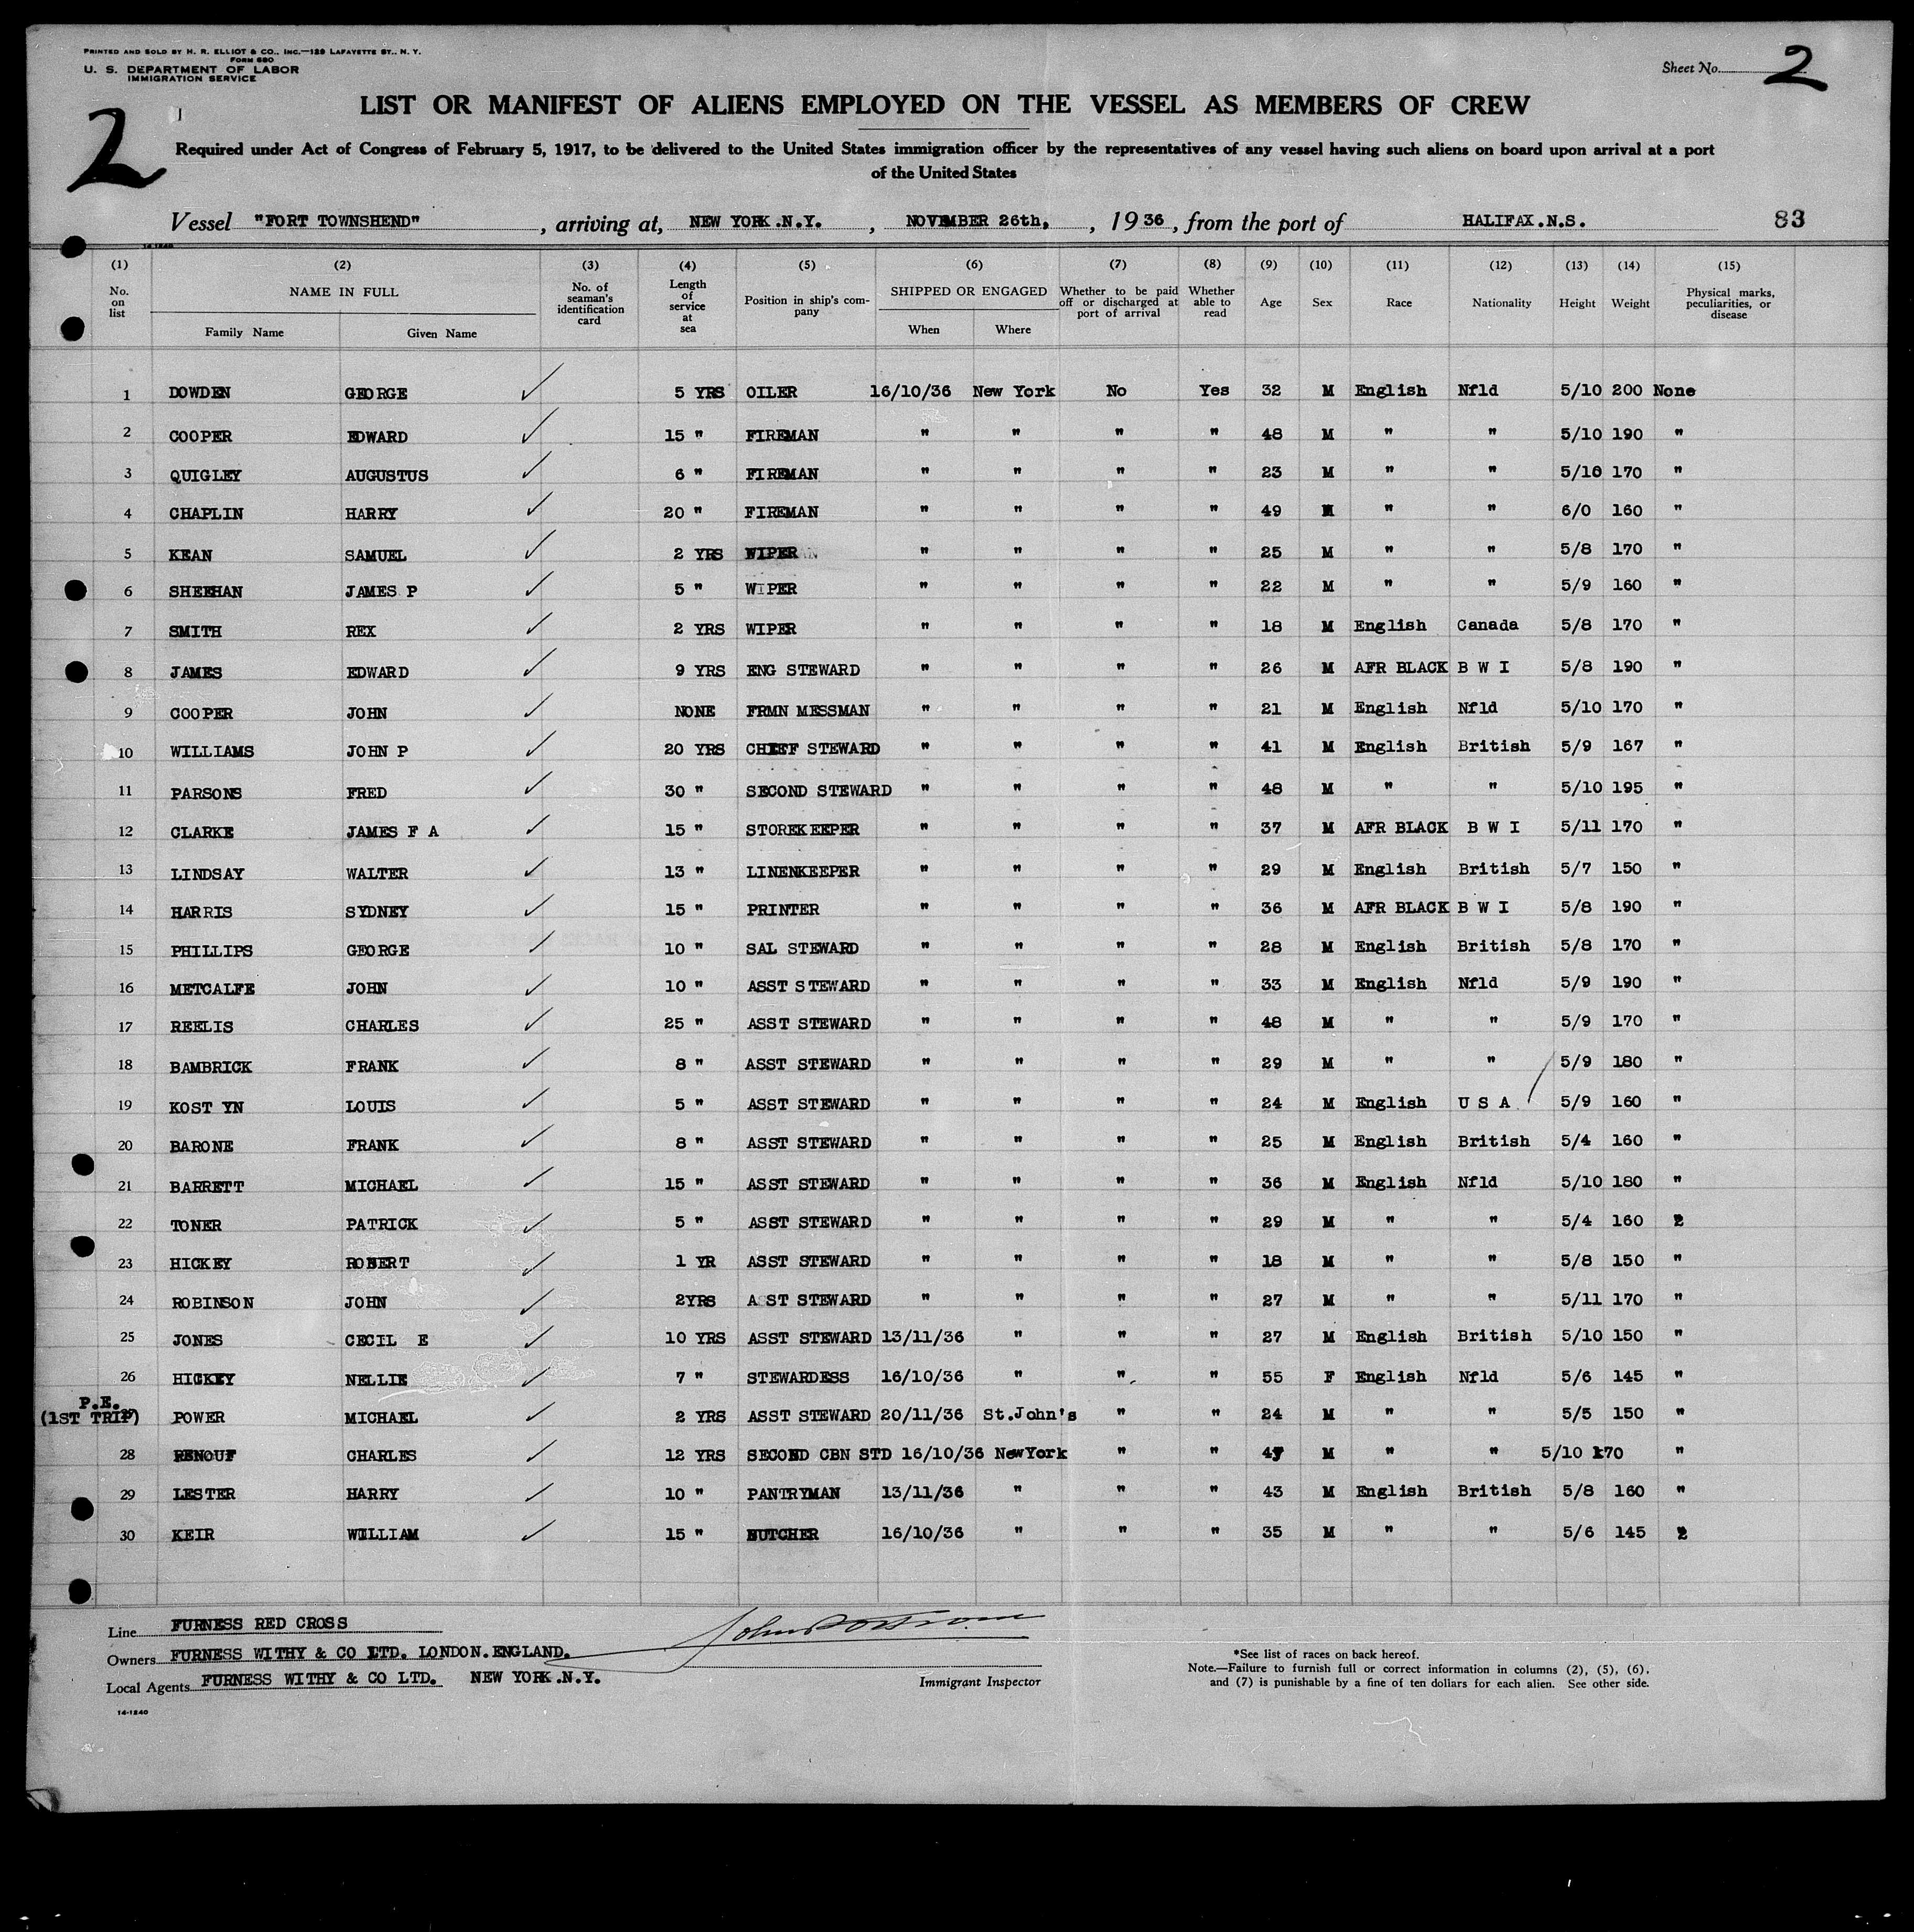 PRINTED AND SOLD BY H. R. ELLIOT & CO., INC.—129 LAFAYETTE ST., N. Y.
FORM 680
U. S. DEPARTMENT OF LABOR
IMMIGRATION SERVICE
Sheet No. 2
2
LIST OR MANIFEST OF ALIENS EMPLOYED ON THE VESSEL AS MEMBERS OF CREW
Required under Act of Congress of February 5, 1917, to be delivered to the United States immigration officer by the representatives of any vessel having such aliens on board upon arrival at a port
of the United States
Vessel "FORT TOWNSHEND", arriving at, NEW YORK.N.Y., NOVEMBER 26th,, 1936, from the port of HALIFAX.N.S. 83
14-1240
(1) (2) (3) (4) (5) (6) (7) (8) (9) (10) (11) (12) (13) (14) (15)
No. on list NAME IN FULL Family Name Given Name No. of seaman's identification card Length of service at sea Position in ship's company SHIPPED OR ENGAGED When Where Whether to be paid off or discharged at port of arrival Whether able to read Age Sex Race Nationality Height Weight Physical marks, peculiarities, or disease
1 DOWDEN GEORGE 5 YRS OILER 16/10/36 New York No Yes 32 M English Nfld 5/10 200 None
2 COOPER EDWARD 15 " FIREMAN " " " " 48 M " " 5/10 190 "
3 QUIGLEY AUGUSTUS 6 " FIREMAN " " " " 23 M " " 5/10 170 "
4 CHAPLIN HARRY 20 " FIREMAN " " " " 49 M " " 6/0 160 "
5 KEAN SAMUEL 2 YRS WIPER " " " " 25 M " " 5/8 170 "
6 SHEEHAN JAMES P 5 " WIPER " " " " 22 M " " 5/9 160 "
7 SMITH REX 2 YRS WIPER " " " " 18 M English Canada 5/8 170 "
8 JAMES EDWARD 9 YRS ENG STEWARD " " " " 26 M AFR BLACK B W I 5/8 190 "
9 COOPER JOHN NONE FRMN MESSMAN " " " " 21 M English Nfld 5/10 170 "
10 WILLIAMS JOHN P 20 YRS CHIEF STEWARD " " " " 41 M English British 5/9 167 "
11 PARSONS FRED 30 " SECOND STEWARD " " " " 48 M " " 5/10 195 "
12 CLARKE JAMES F A 15 " STOREKEEPER " " " " 37 M AFR BLACK B W I 5/11 170 "
13 LINDSAY WALTER 13 " LINENKEEPER " " " " 29 M English British 5/7 150 "
14 HARRIS SYDNEY 15 " PRINTER " " " " 36 M AFR BLACK B W I 5/8 190 "
15 PHILLIPS GEORGE 10 " SAL STEWARD " " " " 28 M English British 5/8 170 "
16 METCALFE JOHN 10 " ASST STEWARD " " " " 33 M English Nfld 5/9 190 "
17 REELIS CHARLES 25 " ASST STEWARD " " " " 48 M " " 5/9 170 "
18 BAMBRICK FRANK 8 " ASST STEWARD " " " " 29 M " " 5/9 180 "
19 KOST YN LOUIS 5 " ASST STEWARD " " " " 24 M English U S A 5/9 160 "
20 BARONE FRANK 8 " ASST STEWARD " " " " 25 M English British 5/4 160 "
21 BARRETT MICHAEL 15 " ASST STEWARD " " " " 36 M English Nfld 5/10 180 "
22 TONER PATRICK 5 " ASST STEWARD " " " " 29 M " " 5/4 160 2
23 HICKEY ROBERT 1 YR ASST STEWARD " " " " 18 M " " 5/8 150 "
24 ROBINSON JOHN 2YRS ASST STEWARD " " " " 27 M " " 5/11 170 "
25 JONES CECIL E 10 YRS ASST STEWARD 13/11/36 " " " 27 M English British 5/10 150 "
26 HICKEY NELLIE 7 " STEWARDESS 16/10/36 " " " 55 F English Nfld 5/6 145 "
P.E.
(1ST TRIP) 27 POWER MICHAEL 2 YRS ASST STEWARD 20/11/36 St.John's " " 24 M " " 5/5 150 "
28 RENOUF CHARLES 12 YRS SECOND CBN STD 16/10/36 NewYork " " 47 M " " 5/10 170 "
29 LESTER HARRY 10 " PANTRYMAN 13/11/36 " " " 43 M English British 5/8 160 "
30 KEIR WILLIAM 15 " BUTCHER 16/10/36 " " " 35 M " " 5/6 145 2
Line FURNESS RED CROSS
Owners FURNESS WITHY & CO LTD. LONDON.ENGLAND.
Local Agents FURNESS WITHY & CO LTD. NEW YORK.N.Y.
Immigrant Inspector
*See list of races on back hereof.
Note.—Failure to furnish full or correct information in columns (2), (5), (6),
and (7) is punishable by a fine of ten dollars for each alien. See other side.
14-1240